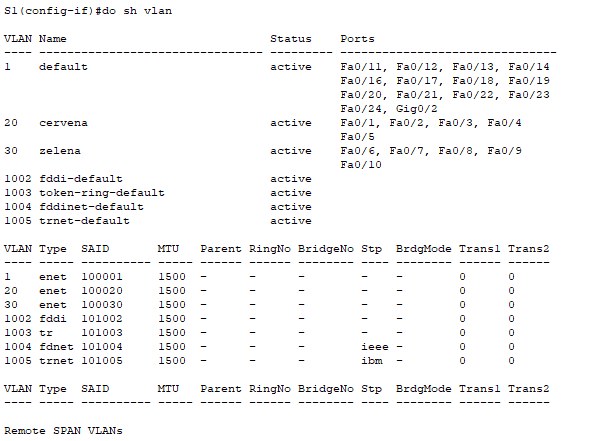 S1(config-if)#do sh vlan
VLAN Name                             Status    Ports
---- -------------------------------- --------- -------------------------------
1    default                          active    Fa0/11, Fa0/12, Fa0/13, Fa0/14
                                                Fa0/16, Fa0/17, Fa0/18, Fa0/19
                                                Fa0/20, Fa0/21, Fa0/22, Fa0/23
                                                Fa0/24, Gig0/2
20   cervena                          active    Fa0/1, Fa0/2, Fa0/3, Fa0/4
                                                Fa0/5
30   zelena                           active    Fa0/6, Fa0/7, Fa0/8, Fa0/9
                                                Fa0/10
1002 fddi-default                     active
1003 token-ring-default               active
1004 fddinet-default                  active
1005 trnet-default                    active
VLAN Type  SAID       MTU   Parent RingNo BridgeNo Stp  BrdgMode Trans1 Trans2
---- ----- ---------- ----- ------ ------ -------- ---- -------- ------ ------
1    enet  100001     1500  -      -      -        -    -        0      0
20   enet  100020     1500  -      -      -        -    -        0      0
30   enet  100030     1500  -      -      -        -    -        0      0
1002 fddi  101002     1500  -      -      -        -    -        0      0
1003 tr    101003     1500  -      -      -        -    -        0      0
1004 fdnet 101004     1500  -      -      -        ieee -        0      0
1005 trnet 101005     1500  -      -      -        ibm  -        0      0
VLAN Type  SAID       MTU   Parent RingNo BridgeNo Stp  BrdgMode Trans1 Trans2
---- ----- ---------- ----- ------ ------ -------- ---- -------- ------ ------
Remote SPAN VLANs